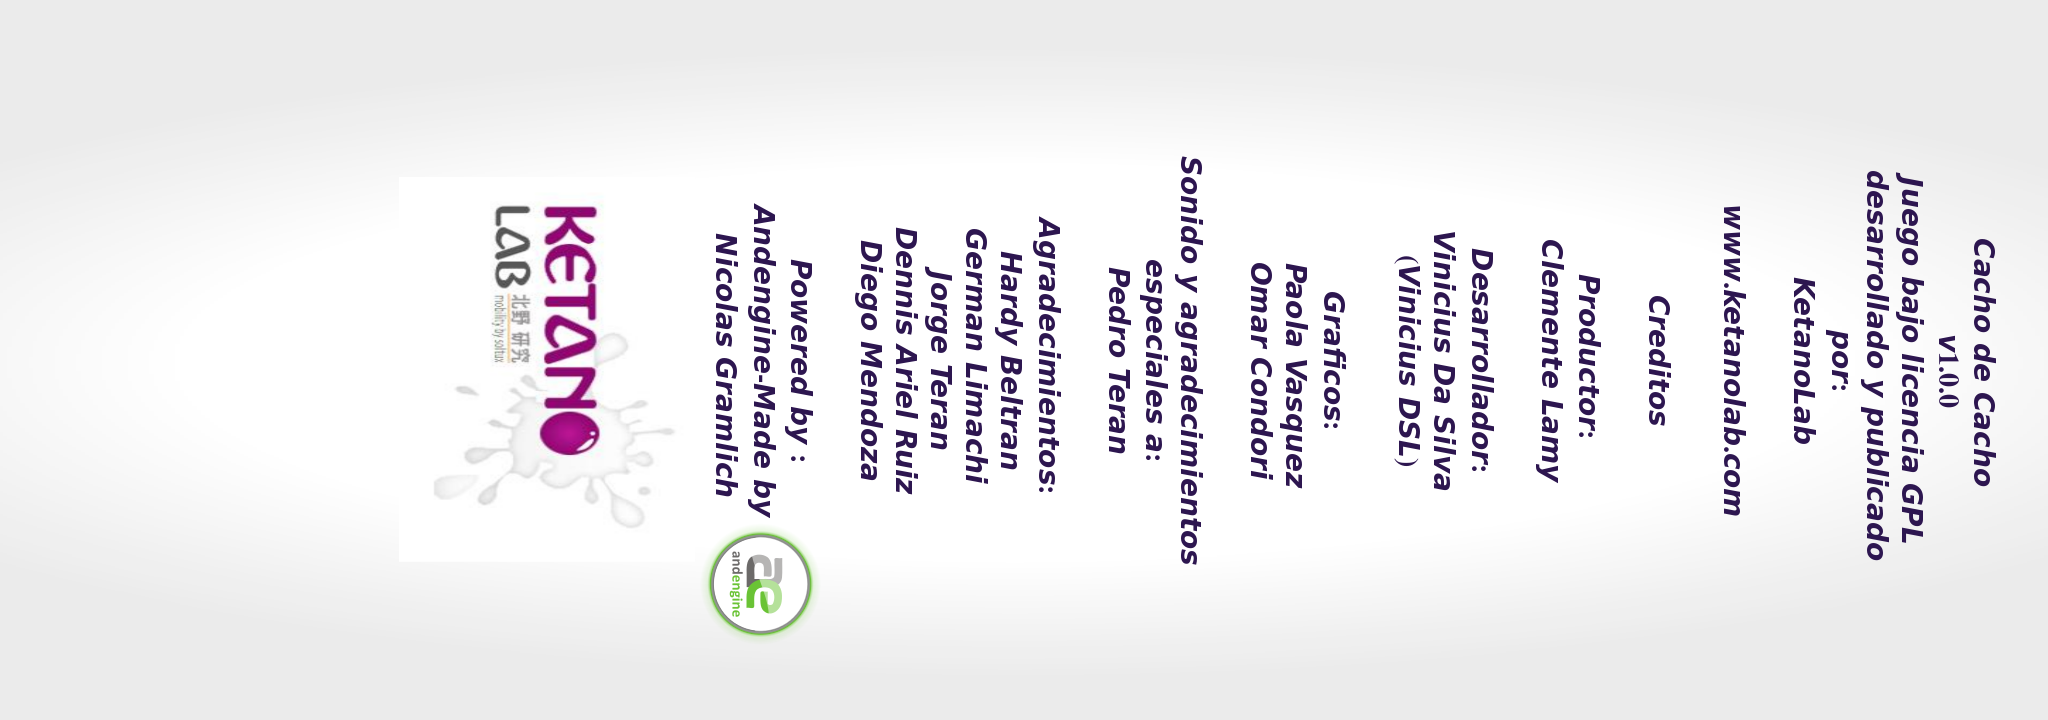 Cacho de Cacho
v1.0.0
Juego bajo licencia GPL
desarrollado y publicado
por:
KetanoLab
www.ketanolab.com
Creditos
Productor:
Clemente Lamy
Desarrollador:
Vinicius Da Silva
(Vinicius DSL)
Graficos:
Paola Vasquez
Omar Condori
Sonido y agradecimientos
especiales a:
Pedro Teran
Agradecimientos:
Hardy Beltran
German Limachi
Jorge Teran
Dennis Ariel Ruiz
Diego Mendoza
Powered by :
Andengine-Made by
Nicolas Gramlich
ae
andengine
KETANO
LAB 北野 研究
mobility by softux